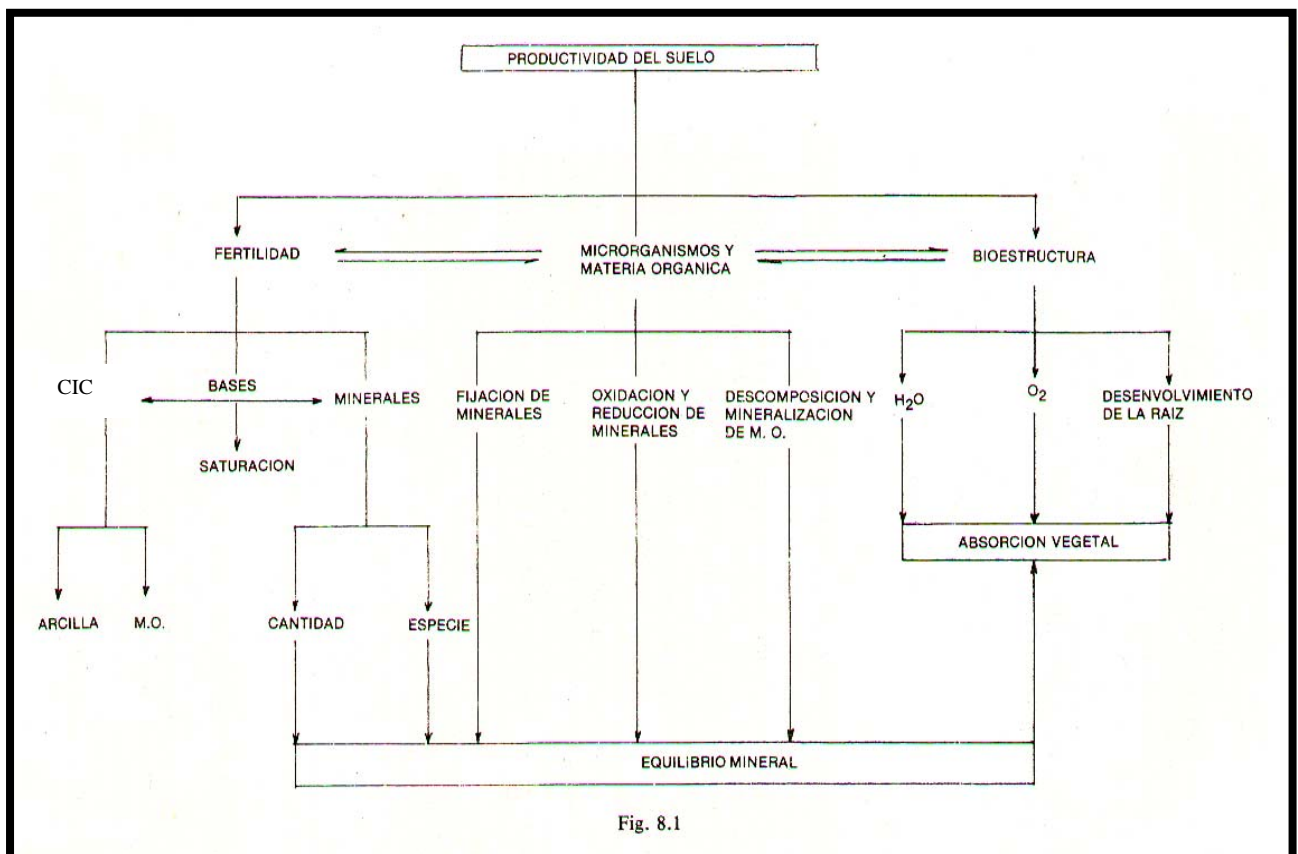 PRODUCTIVIDAD DEL SUELO
FERTILIDAD
MICRORGANISMOS Y
MATERIA ORGANICA
BIOESTRUCTURA
CIC
BASES
MINERALES
SATURACION
FIJACION DE
MINERALES
OXIDACION Y
REDUCCION DE
MINERALES
DESCOMPOSICION Y
MINERALIZACION
DE M. O.
H₂O
O₂
DESENVOLVIMIENTO
DE LA RAIZ
ABSORCION VEGETAL
ARCILLA
M.O.
CANTIDAD
ESPECIE
EQUILIBRIO MINERAL
Fig. 8.1